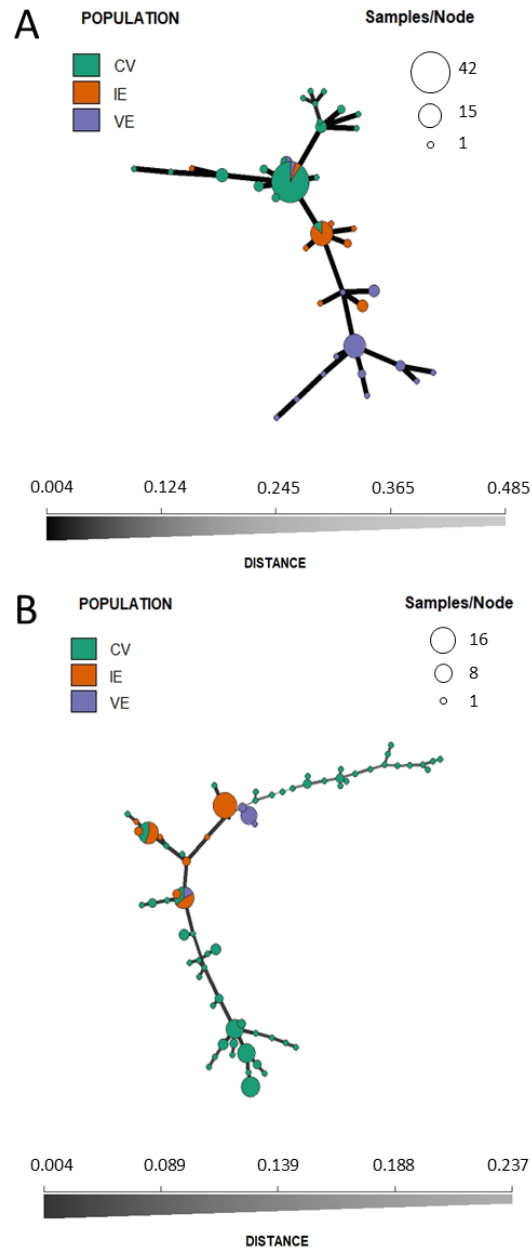 A
POPULATION
Samples/Node
CV
IE
VE
42
15
1
0.004 0.124 0.245 0.365 0.485
DISTANCE
B
POPULATION
Samples/Node
CV
IE
VE
16
8
1
0.004 0.089 0.139 0.188 0.237
DISTANCE